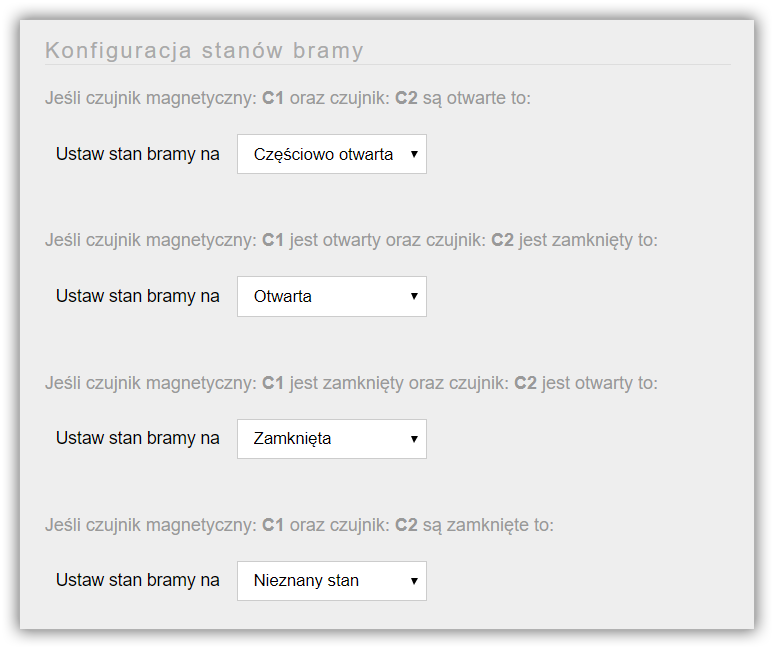 Konfiguracja stanów bramy
Jeśli czujnik magnetyczny: C1 oraz czujnik: C2 są otwarte to:
Ustaw stan bramy na Częściowo otwarta
Jeśli czujnik magnetyczny: C1 jest otwarty oraz czujnik: C2 jest zamknięty to:
Ustaw stan bramy na Otwarta
Jeśli czujnik magnetyczny: C1 jest zamknięty oraz czujnik: C2 jest otwarty to:
Ustaw stan bramy na Zamknięta
Jeśli czujnik magnetyczny: C1 oraz czujnik: C2 są zamknięte to:
Ustaw stan bramy na Nieznany stan